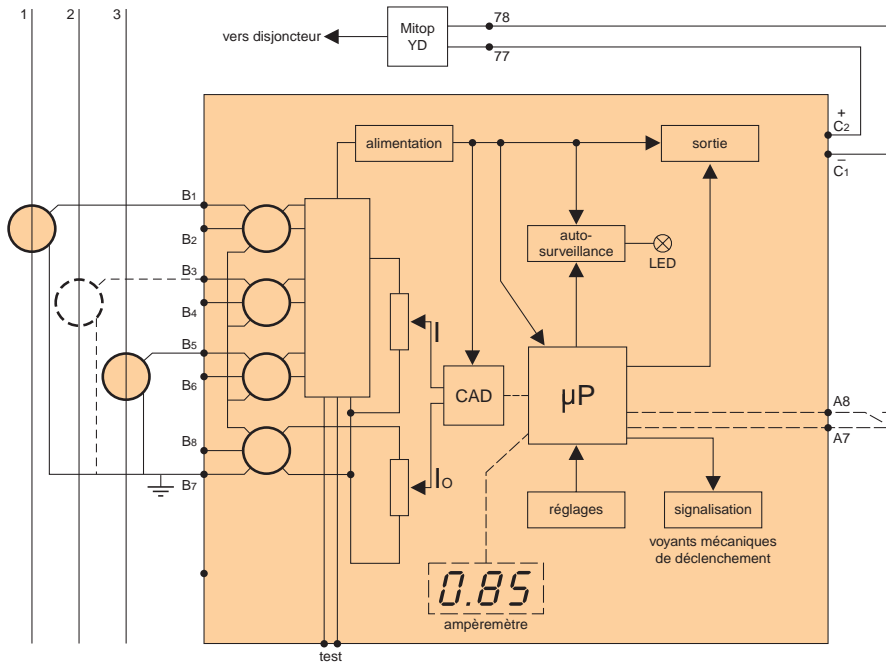 1 2 3
vers disjoncteur
Mitop
YD
78
77
+
C2
–
C1
alimentation
sortie
B1
B2
B3
B4
B5
B6
B8
B7
auto-
surveillance
LED
I
CAD
µP
A8
A7
IO
réglages
signalisation
voyants mécaniques
de déclenchement
0.85
ampèremètre
test